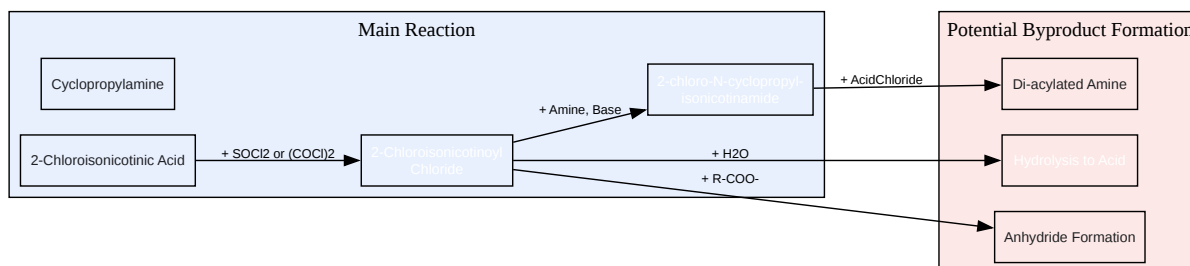 Main Reaction
Potential Byproduct Formation
Cyclopropylamine
2-chloro-N-cyclopropyl-
isonicotinamide
+ AcidChloride
Di-acylated Amine
+ Amine, Base
2-Chloroisonicotinic Acid
+ SOCl2 or (COCl)2
2-Chloroisonicotinoyl
Chloride
+ H2O
Hydrolysis to Acid
+ R-COO-
Anhydride Formation